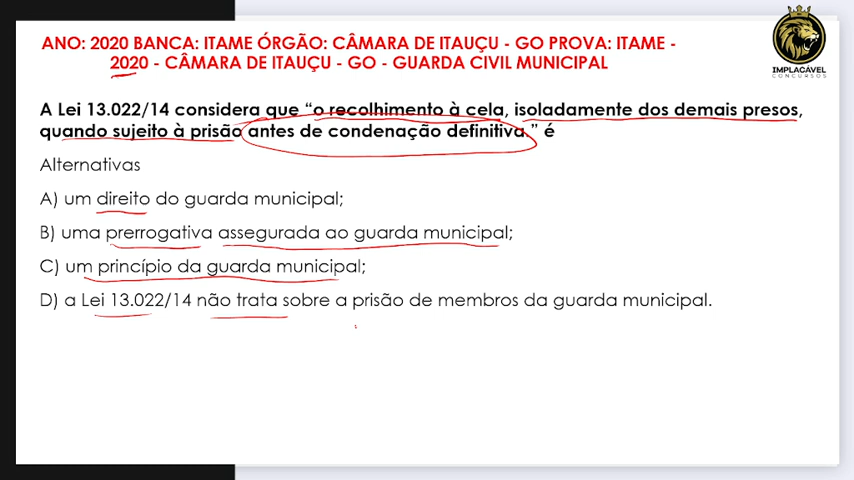 ANO: 2020 BANCA: ITAME ÓRGÃO: CÂMARA DE ITAUÇU - GO PROVA: ITAME -
2020 - CÂMARA DE ITAUÇU - GO - GUARDA CIVIL MUNICIPAL
IMPLACÁVEL
CONCURSOS
A Lei 13.022/14 considera que “o recolhimento à cela, isoladamente dos demais presos,
quando sujeito à prisão antes de condenação definitiva.” é
Alternativas
A) um direito do guarda municipal;
B) uma prerrogativa assegurada ao guarda municipal;
C) um princípio da guarda municipal;
D) a Lei 13.022/14 não trata sobre a prisão de membros da guarda municipal.